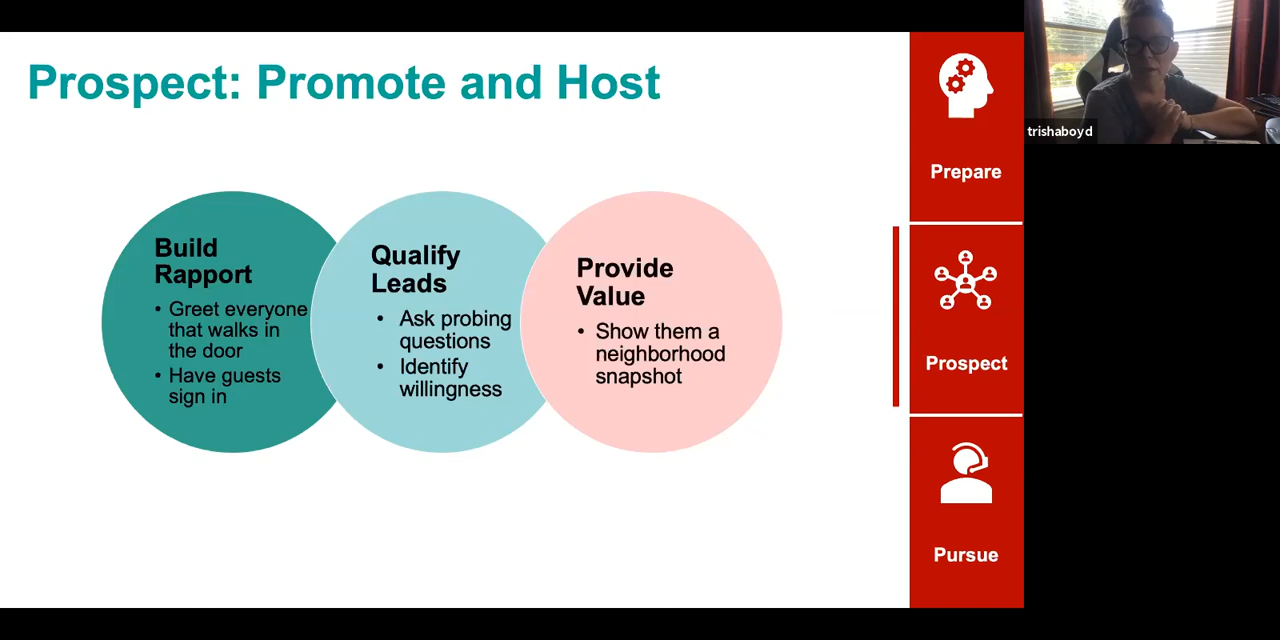 Prospect: Promote and Host
Build
Rapport
• Greet everyone
that walks in
the door
• Have guests
sign in
Qualify
Leads
• Ask probing
questions
• Identify
willingness
Provide
Value
• Show them a
neighborhood
snapshot
Prepare
Prospect
Pursue
trishaboyd